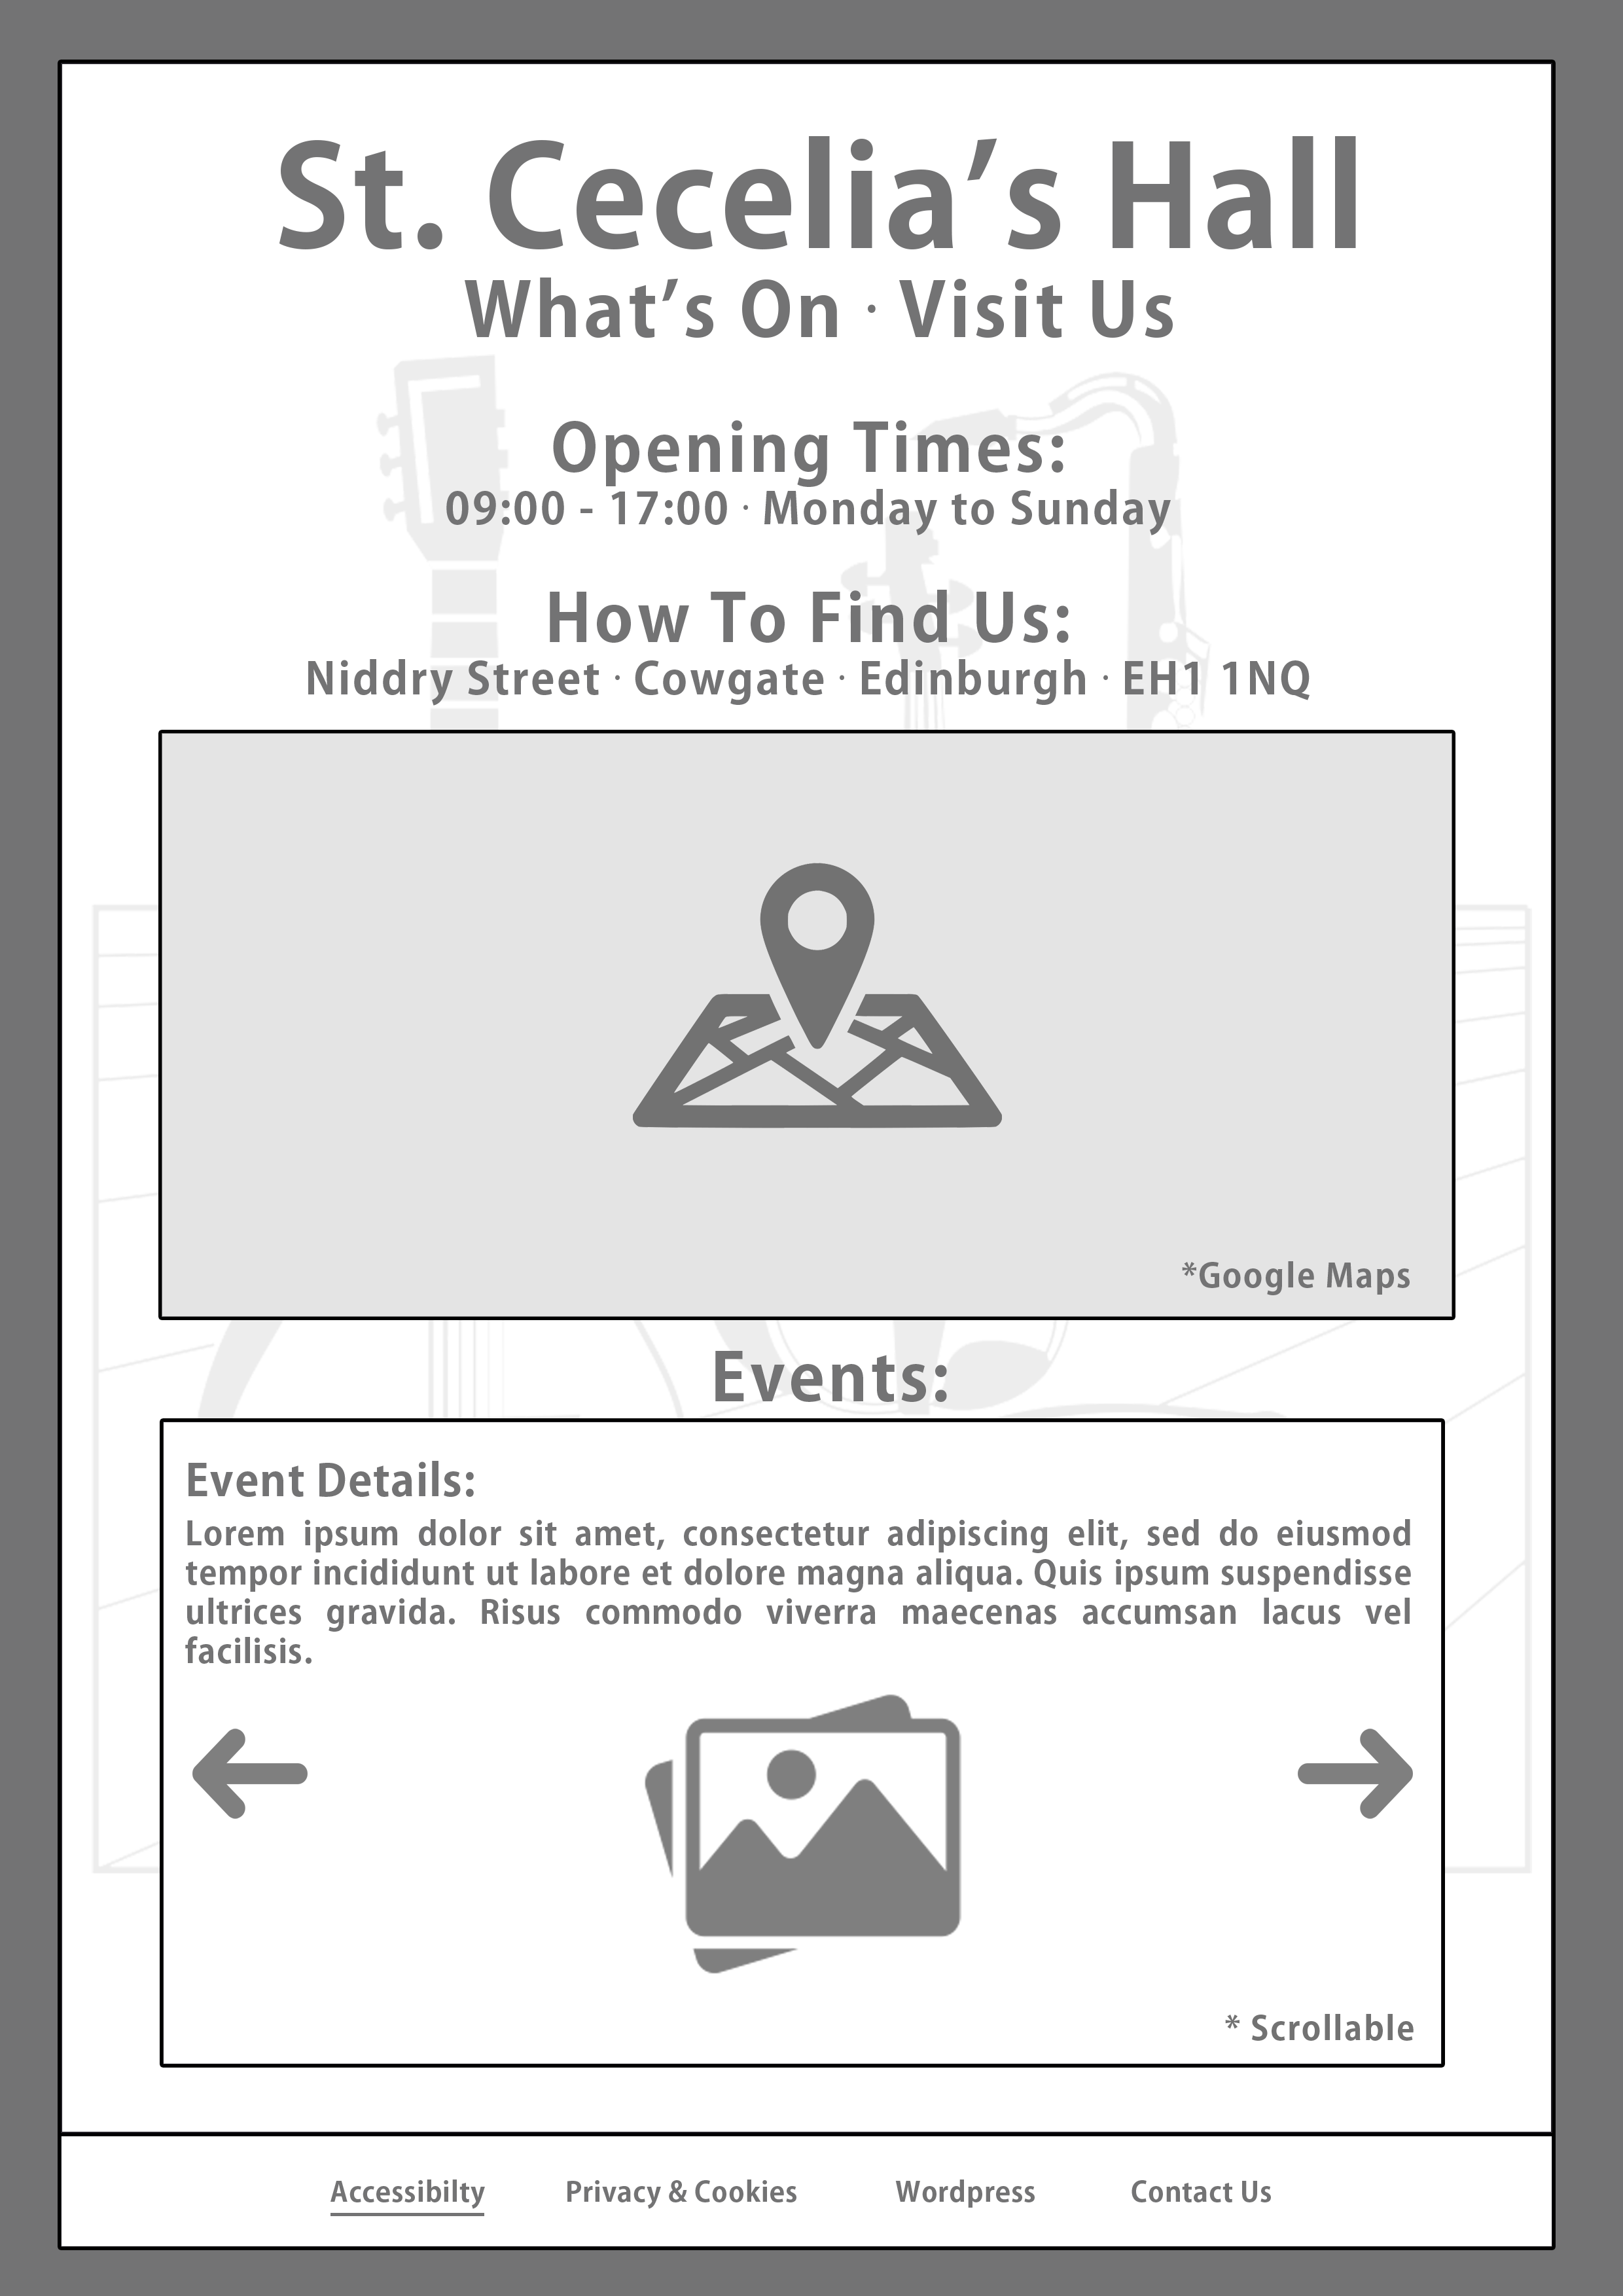 St. Cecelia’s Hall
What’s On · Visit Us
Opening Times:
09:00 - 17:00 · Monday to Sunday
How To Find Us:
Niddry Street · Cowgate · Edinburgh · EH1 1NQ
*Google Maps
Events:
Event Details:
Lorem ipsum dolor sit amet, consectetur adipiscing elit, sed do eiusmod
tempor incididunt ut labore et dolore magna aliqua. Quis ipsum suspendisse
ultrices gravida. Risus commodo viverra maecenas accumsan lacus vel
facilisis.
* Scrollable
Accessibilty Privacy & Cookies Wordpress Contact Us